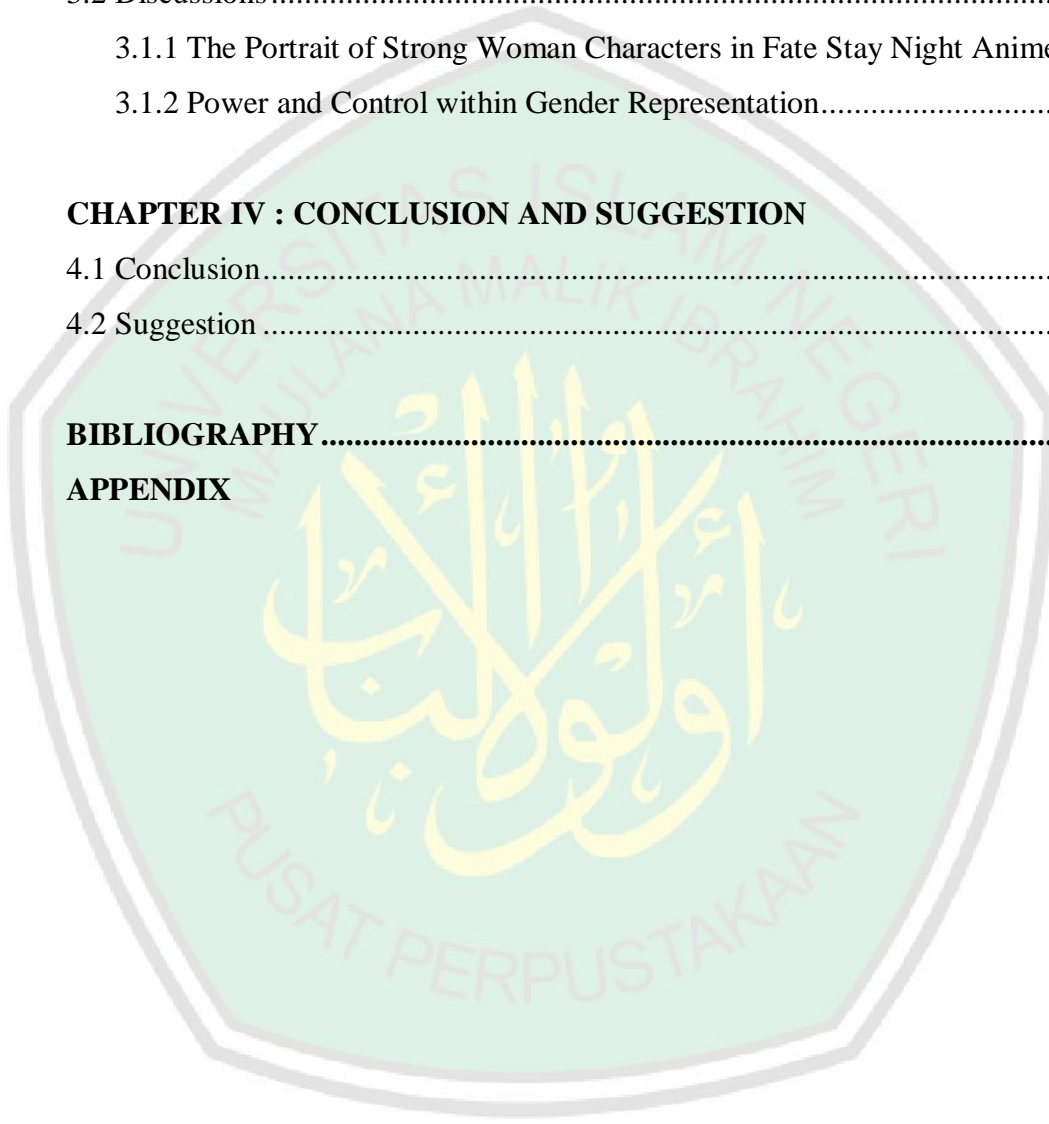 3.2 Discussions
3.1.1 The Portrait of Strong Woman Characters in Fate Stay Night Anime
3.1.2 Power and Control within Gender Representation
CHAPTER IV : CONCLUSION AND SUGGESTION
4.1 Conclusion
4.2 Suggestion
BIBLIOGRAPHY
APPENDIX
UNIVERSITAS ISLAM NEGERI
MAULANA MALIK IBRAHIM
PUSAT PERPUSTAKAAN